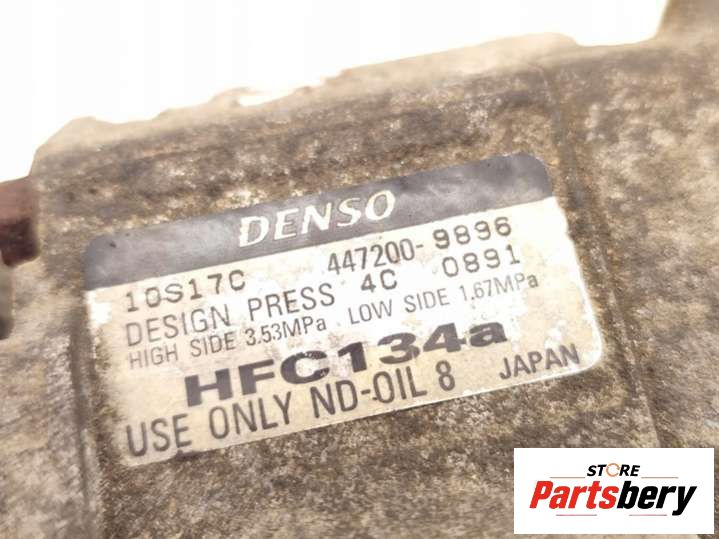 DENSO
10S17C 447200-9896
DESIGN PRESS 4C 0891
HIGH SIDE 3.53MPa LOW SIDE 1.67MPa
HFC134a
USE ONLY ND-OIL 8 JAPAN
STORE
Partsbery